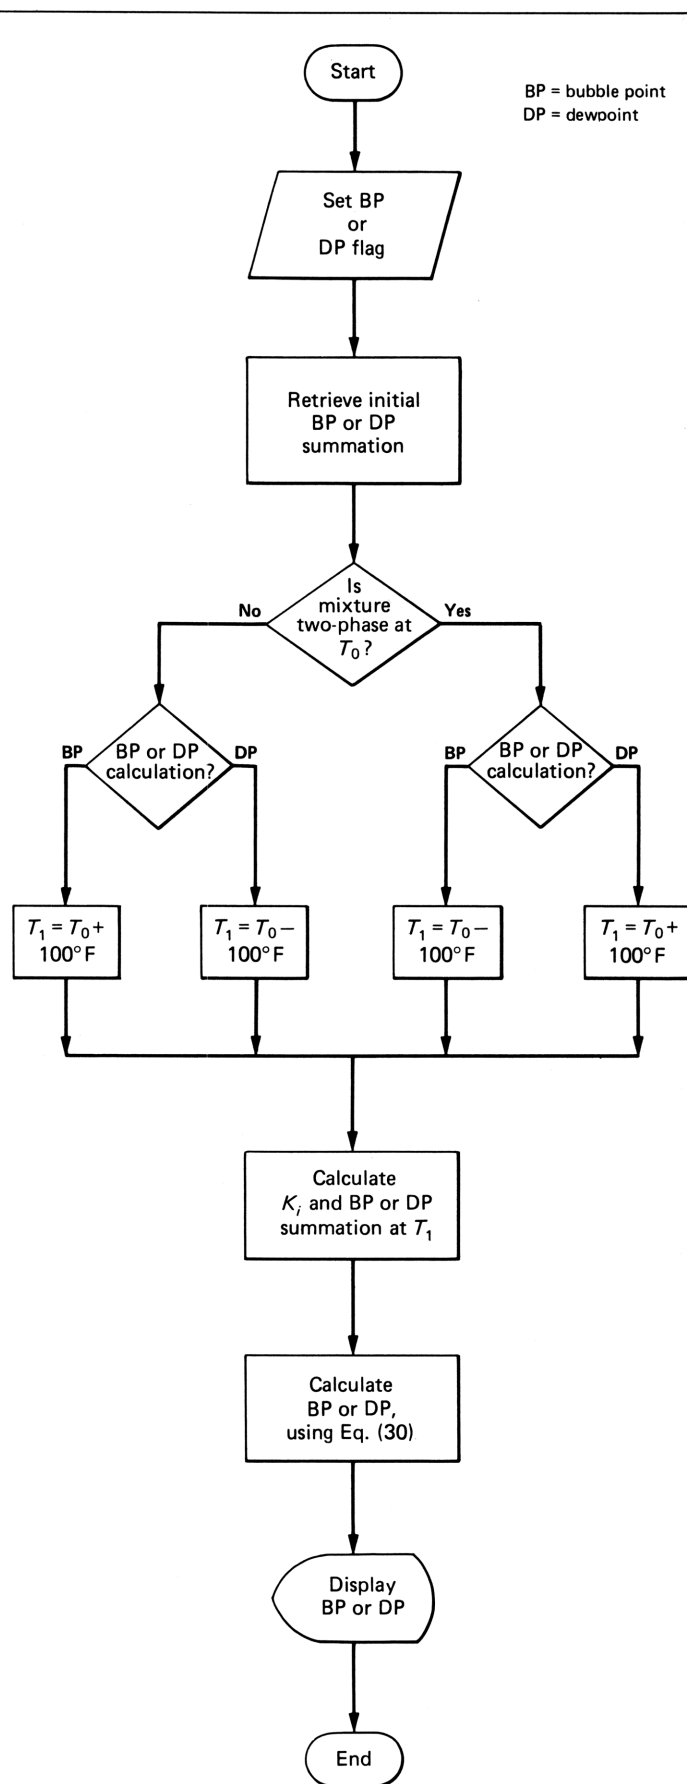 Start
BP = bubble point
DP = dewpoint
Set BP
or
DP flag
Retrieve initial
BP or DP
summation
Is
mixture
two-phase at
T₀?
No
Yes
BP
BP or DP
calculation?
DP
BP
BP or DP
calculation?
DP
T₁ = T₀ +
100°F
T₁ = T₀ −
100°F
T₁ = T₀ −
100°F
T₁ = T₀ +
100°F
Calculate
Kᵢ and BP or DP
summation at T₁
Calculate
BP or DP,
using Eq. (30)
Display
BP or DP
End